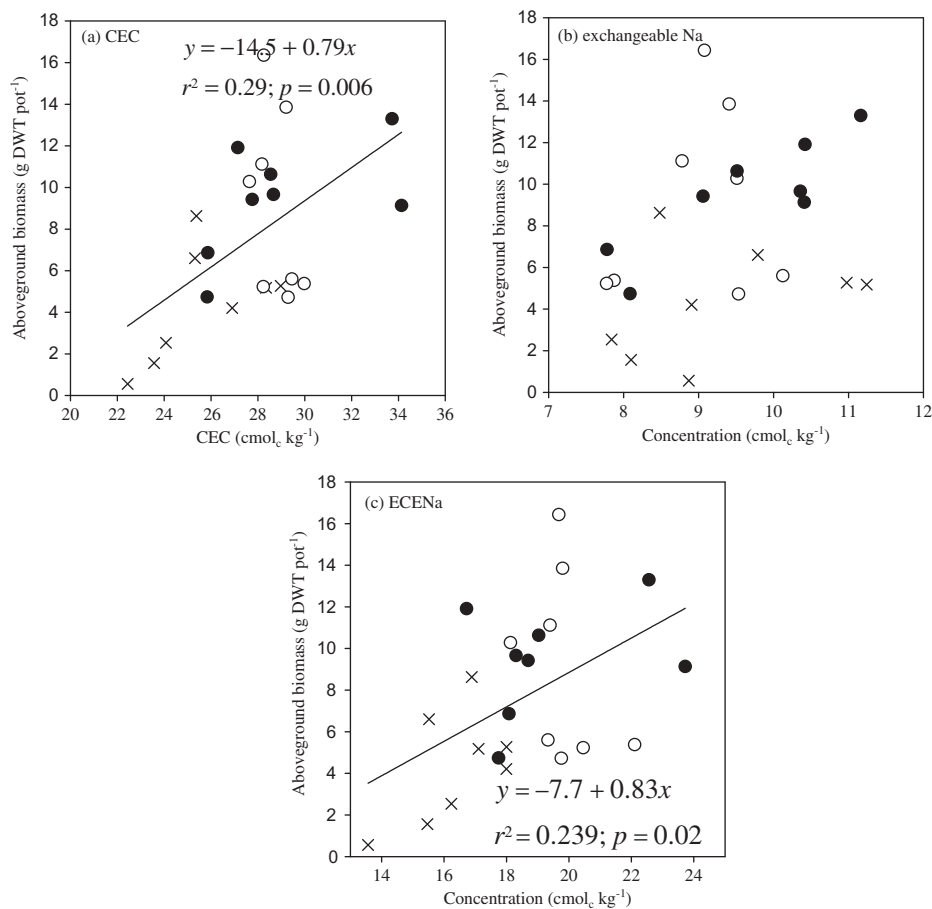 (a) CEC
y = −14.5 + 0.79x
r² = 0.29; p = 0.006
Aboveground biomass (g DWT pot⁻¹)
18
16
14
12
10
8
6
4
2
0
20 22 24 26 28 30 32 34 36
CEC (cmol_c kg⁻¹)
(b) exchangeable Na
Aboveground biomass (g DWT pot⁻¹)
18
16
14
12
10
8
6
4
2
0
7 8 9 10 11 12
Concentration (cmol_c kg⁻¹)
(c) ECENa
Aboveground biomass (g DWT pot⁻¹)
18
16
14
12
10
8
6
4
2
0
y = −7.7 + 0.83x
r² = 0.239; p = 0.02
14 16 18 20 22 24
Concentration (cmol_c kg⁻¹)